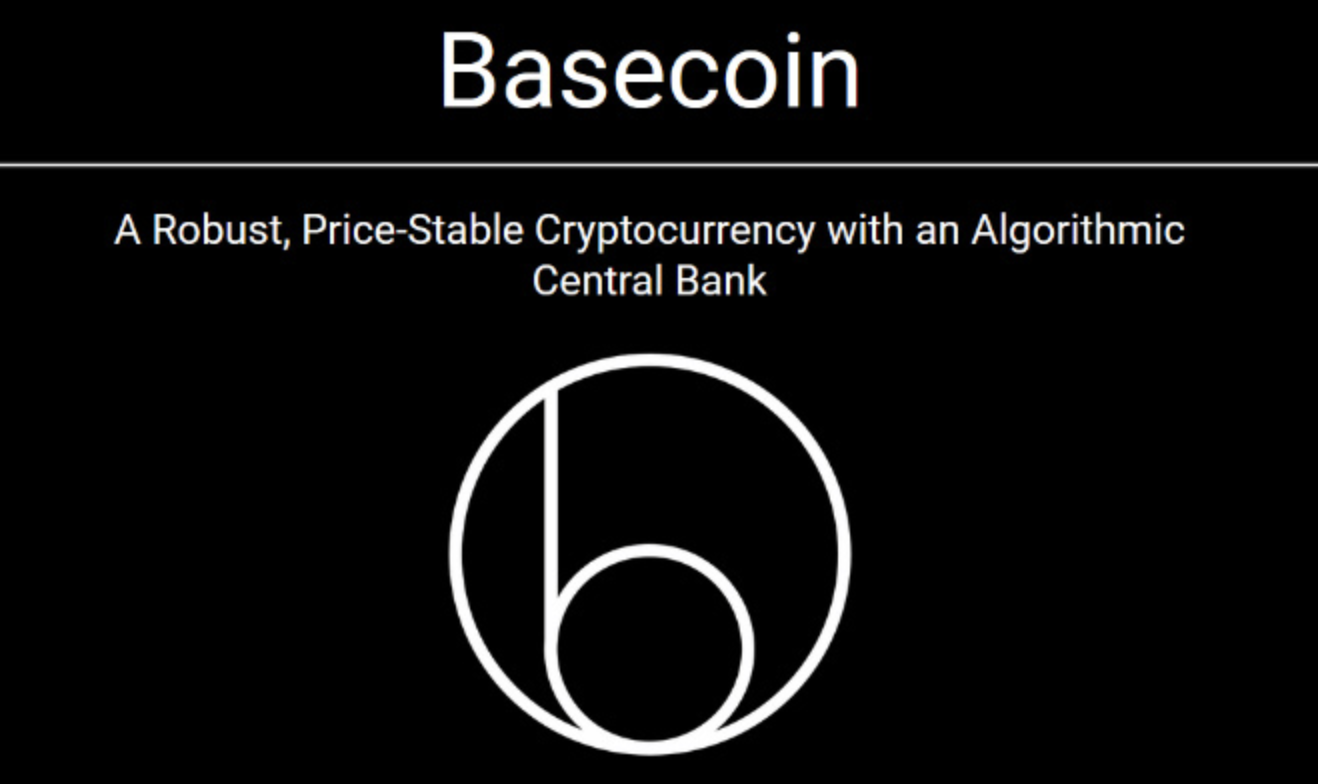 Basecoin
A Robust, Price-Stable Cryptocurrency with an Algorithmic
Central Bank
b